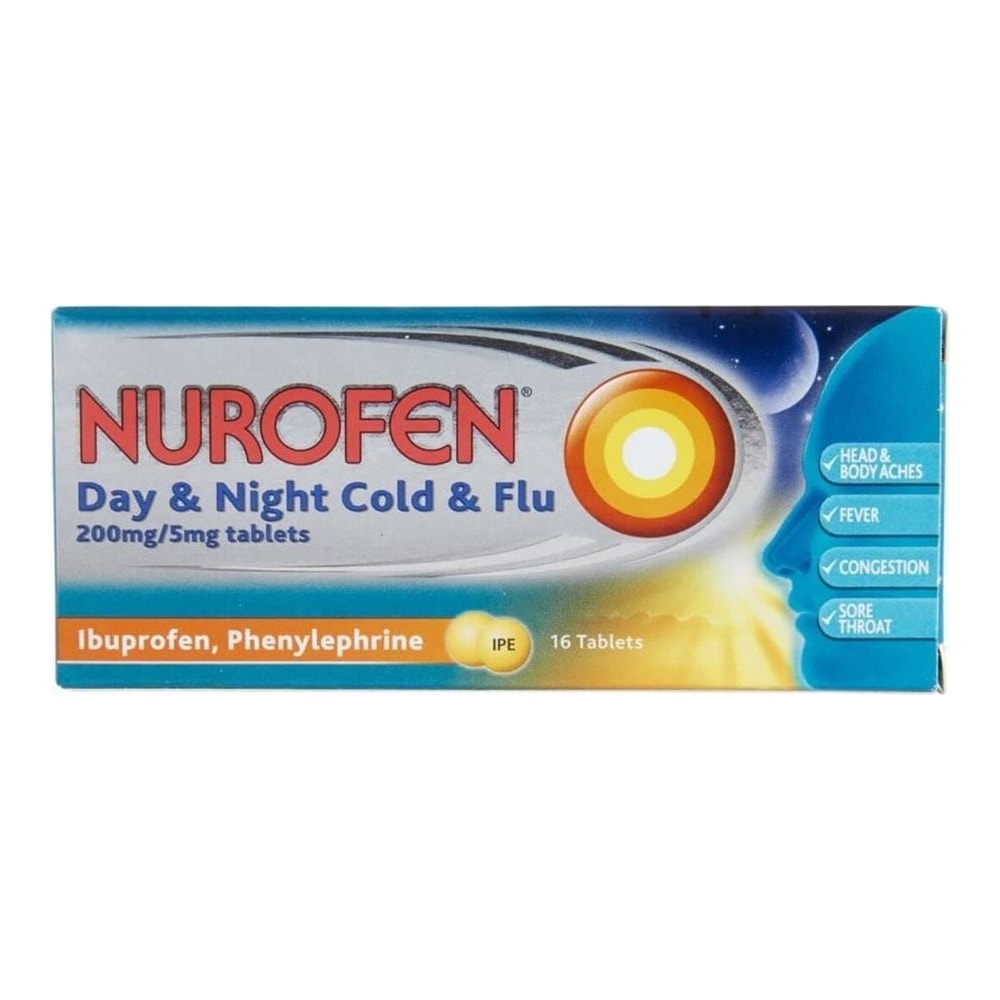 NUROFEN®
Day & Night Cold & Flu
200mg/5mg tablets
Ibuprofen, Phenylephrine
IPE
16 Tablets
HEAD &
BODY ACHES
FEVER
CONGESTION
SORE
THROAT